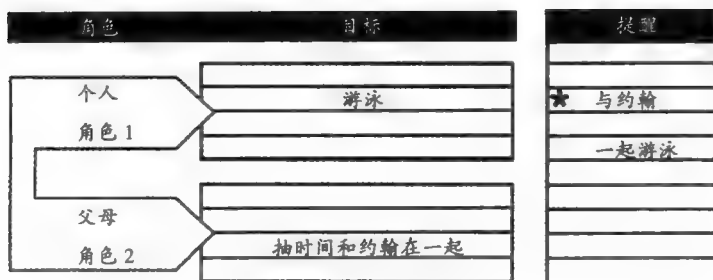 角色 目标 提醒
个人 游泳 * 与约翰
角色1
一起游泳
父母
抽时间和约翰在一起
角色2